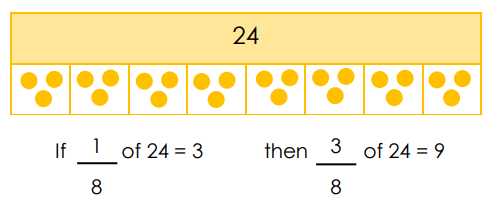 24
If 1/8 of 24 = 3 then 3/8 of 24 = 9